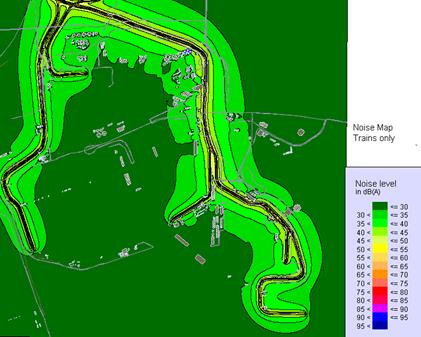 Noise Map
Trains only
Noise level
in dB(A)
<= 30
30 < <= 35
35 < <= 40
40 < <= 45
45 < <= 50
50 < <= 55
55 < <= 60
60 < <= 65
65 < <= 70
70 < <= 75
75 < <= 80
80 < <= 85
85 < <= 90
90 < <= 95
95 <